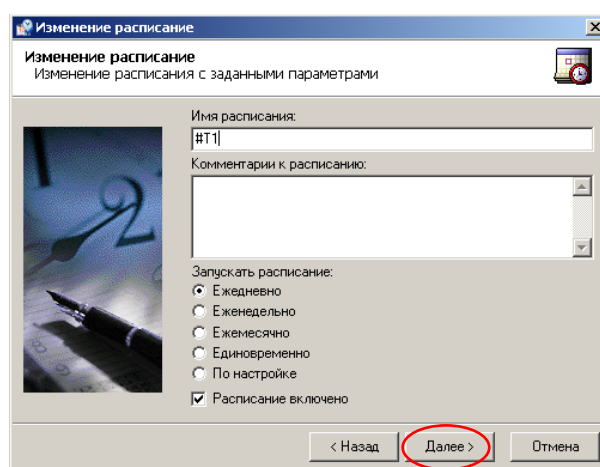 Изменение расписание
Изменение расписание
Изменение расписания с заданными параметрами
Имя расписания:
#T1
Комментарии к расписанию:
Запускать расписание:
Ежедневно
Еженедельно
Ежемесячно
Единовременно
По настройке
Расписание включено
< Назад
Далее >
Отмена